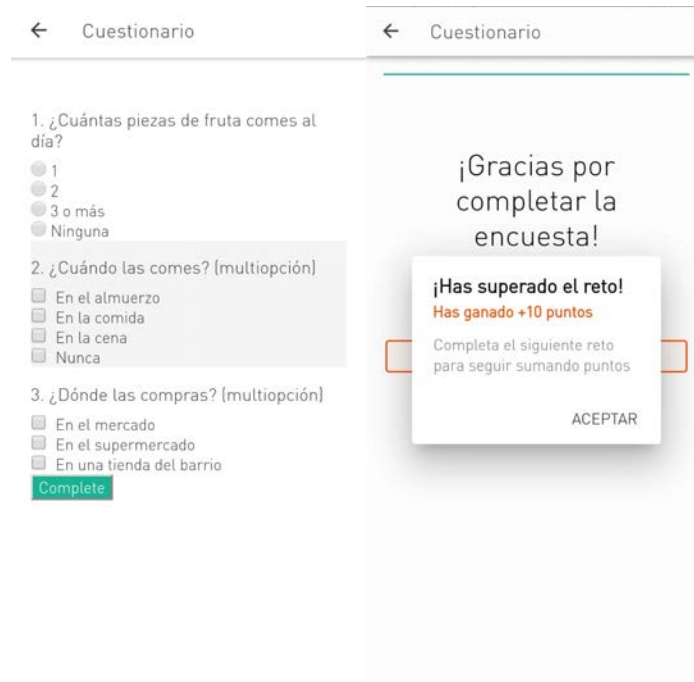 Cuestionario
1. ¿Cuántas piezas de fruta comes al
día?
1
2
3 o más
Ninguna
2. ¿Cuándo las comes? (multiopción)
En el almuerzo
En la comida
En la cena
Nunca
3. ¿Dónde las compras? (multiopción)
En el mercado
En el supermercado
En una tienda del barrio
Complete
Cuestionario
¡Gracias por
completar la
encuesta!
¡Has superado el reto!
Has ganado +10 puntos
Completa el siguiente reto
para seguir sumando puntos
ACEPTAR